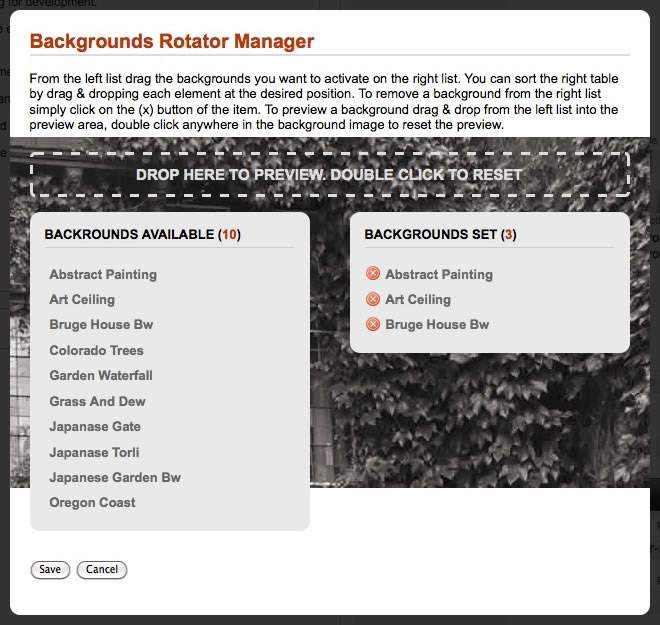 g for development.
Backgrounds Rotator Manager
From the left list drag the backgrounds you want to activate on the right list. You can sort the right table
by drag & dropping each element at the desired position. To remove a background from the right list
simply click on the (x) button of the item. To preview a background drag & drop from the left list into the
preview area, double click anywhere in the background image to reset the preview.
DROP HERE TO PREVIEW. DOUBLE CLICK TO RESET
BACKROUNDS AVAILABLE (10)
Abstract Painting
Art Ceiling
Bruge House Bw
Colorado Trees
Garden Waterfall
Grass And Dew
Japanase Gate
Japanase Torli
Japanese Garden Bw
Oregon Coast
BACKGROUNDS SET (3)
Abstract Painting
Art Ceiling
Bruge House Bw
Save Cancel